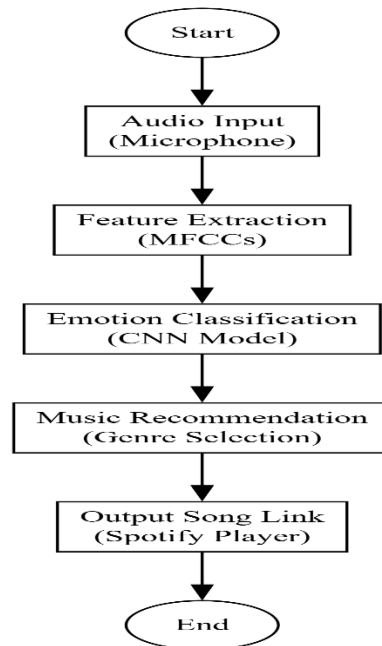 Start
Audio Input
(Microphone)
Feature Extraction
(MFCCs)
Emotion Classification
(CNN Model)
Music Recommendation
(Genre Selection)
Output Song Link
(Spotify Player)
End